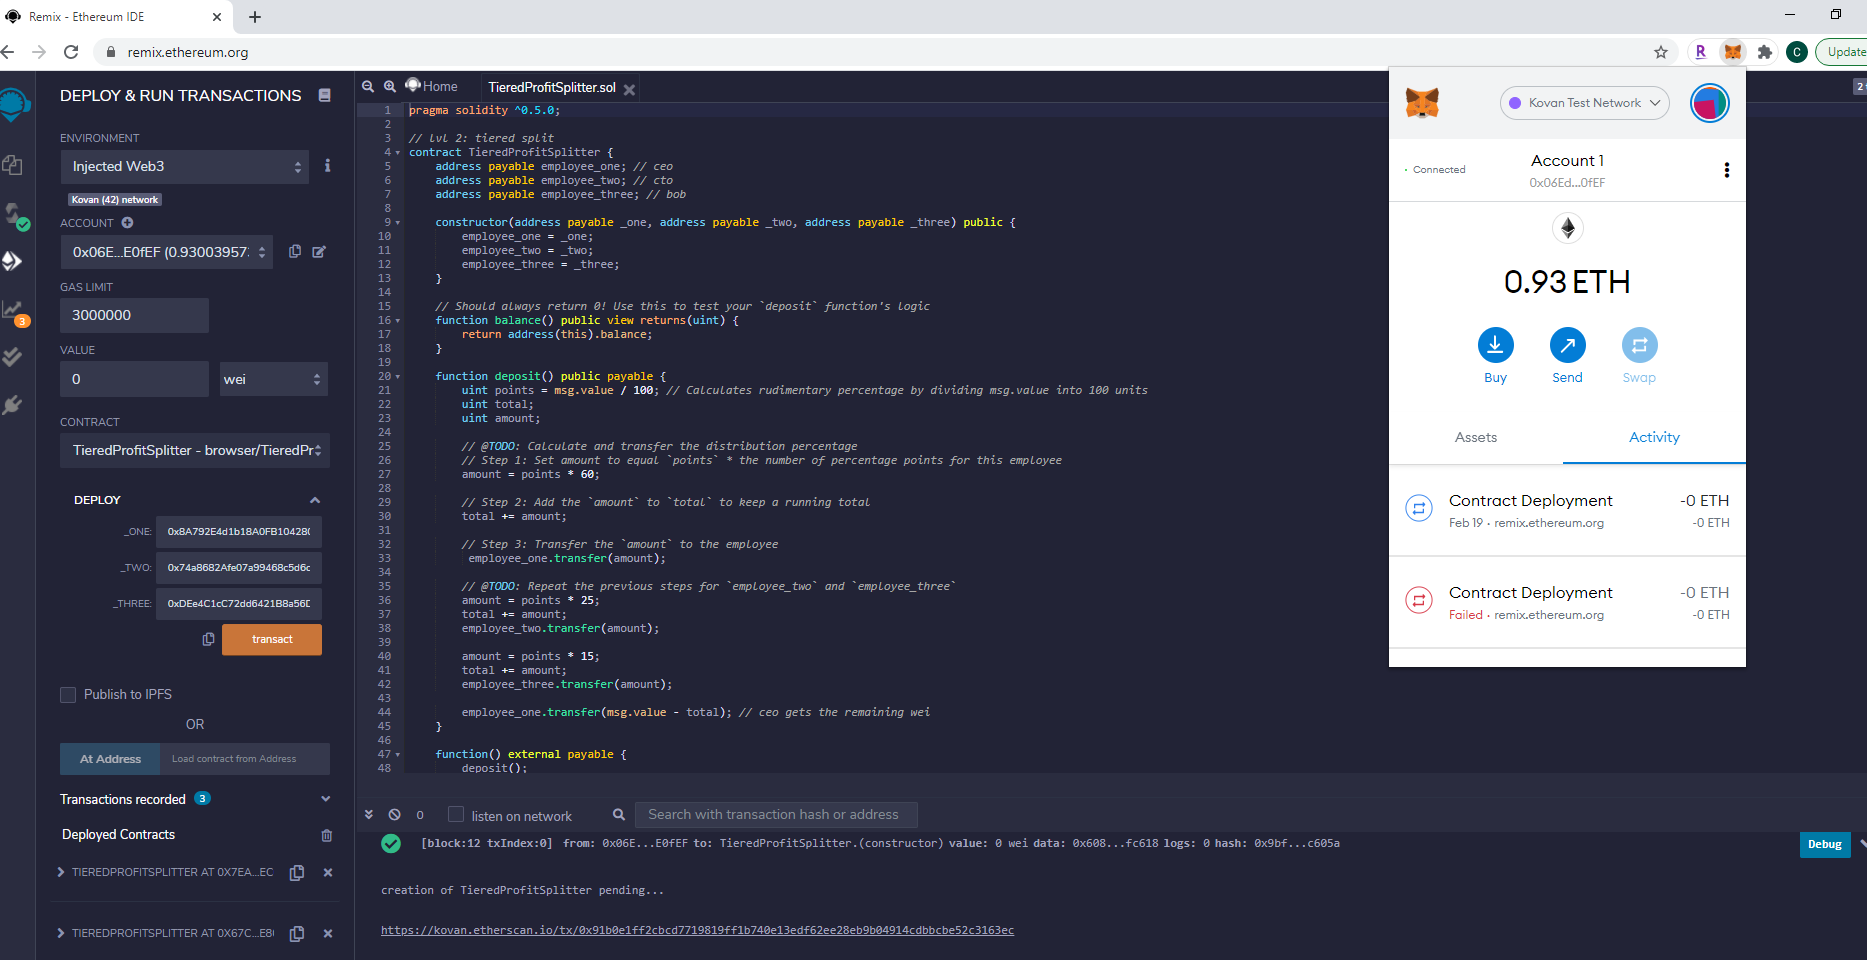 Remix - Ethereum IDE
remix.ethereum.org
R
C
Update
DEPLOY & RUN TRANSACTIONS
ENVIRONMENT
Injected Web3
i
Kovan (42) network
ACCOUNT
0x06E...E0fEF (0.930039573
GAS LIMIT
3000000
VALUE
0
wei
CONTRACT
TieredProfitSplitter - browser/TieredPr
DEPLOY
_ONE:
0x8A792E4d1b18A0FB10428(
_TWO:
0x74a8682Afe07a99468c5d6c
_THREE:
0xDEe4C1cC72dd6421B8a56D
transact
Publish to IPFS
OR
At Address
Load contract from Address
Transactions recorded 3
Deployed Contracts
TIEREDPROFITSPLITTER AT 0X7EA...EC
TIEREDPROFITSPLITTER AT 0X67C...E8
3
Home
TieredProfitSplitter.sol
2
1 pragma solidity ^0.5.0;
2
3 // lvl 2: tiered split
4 contract TieredProfitSplitter {
5 address payable employee_one; // ceo
6 address payable employee_two; // cto
7 address payable employee_three; // bob
8
9 constructor(address payable _one, address payable _two, address payable _three) public {
10 employee_one = _one;
11 employee_two = _two;
12 employee_three = _three;
13 }
14
15 // Should always return 0! Use this to test your `deposit` function's logic
16 function balance() public view returns(uint) {
17 return address(this).balance;
18 }
19
20 function deposit() public payable {
21 uint points = msg.value / 100; // Calculates rudimentary percentage by dividing msg.value into 100 units
22 uint total;
23 uint amount;
24
25 // @TODO: Calculate and transfer the distribution percentage
26 // Step 1: Set amount to equal `points` * the number of percentage points for this employee
27 amount = points * 60;
28
29 // Step 2: Add the `amount` to `total` to keep a running total
30 total += amount;
31
32 // Step 3: Transfer the `amount` to the employee
33 employee_one.transfer(amount);
34
35 // @TODO: Repeat the previous steps for `employee_two` and `employee_three`
36 amount = points * 25;
37 total += amount;
38 employee_two.transfer(amount);
39
40 amount = points * 15;
41 total += amount;
42 employee_three.transfer(amount);
43
44 employee_one.transfer(msg.value - total); // ceo gets the remaining wei
45 }
46
47 function() external payable {
48 deposit();
0
listen on network
Search with transaction hash or address
[block:12 txIndex:0] from: 0x06E...E0fEF to: TieredProfitSplitter.(constructor) value: 0 wei data: 0x608...fc618 logs: 0 hash: 0x9bf...c605a
Debug
creation of TieredProfitSplitter pending...
https://kovan.etherscan.io/tx/0x91b0e1ff2cbcd7719819ff1b740e13edf62ee28eb9b04914cdbbcbe52c3163ec
Kovan Test Network
Connected
Account 1
0x06Ed...0fEF
0.93 ETH
Buy
Send
Swap
Assets
Activity
Contract Deployment
-0 ETH
Feb 19 · remix.ethereum.org
-0 ETH
Contract Deployment
-0 ETH
Failed · remix.ethereum.org
-0 ETH